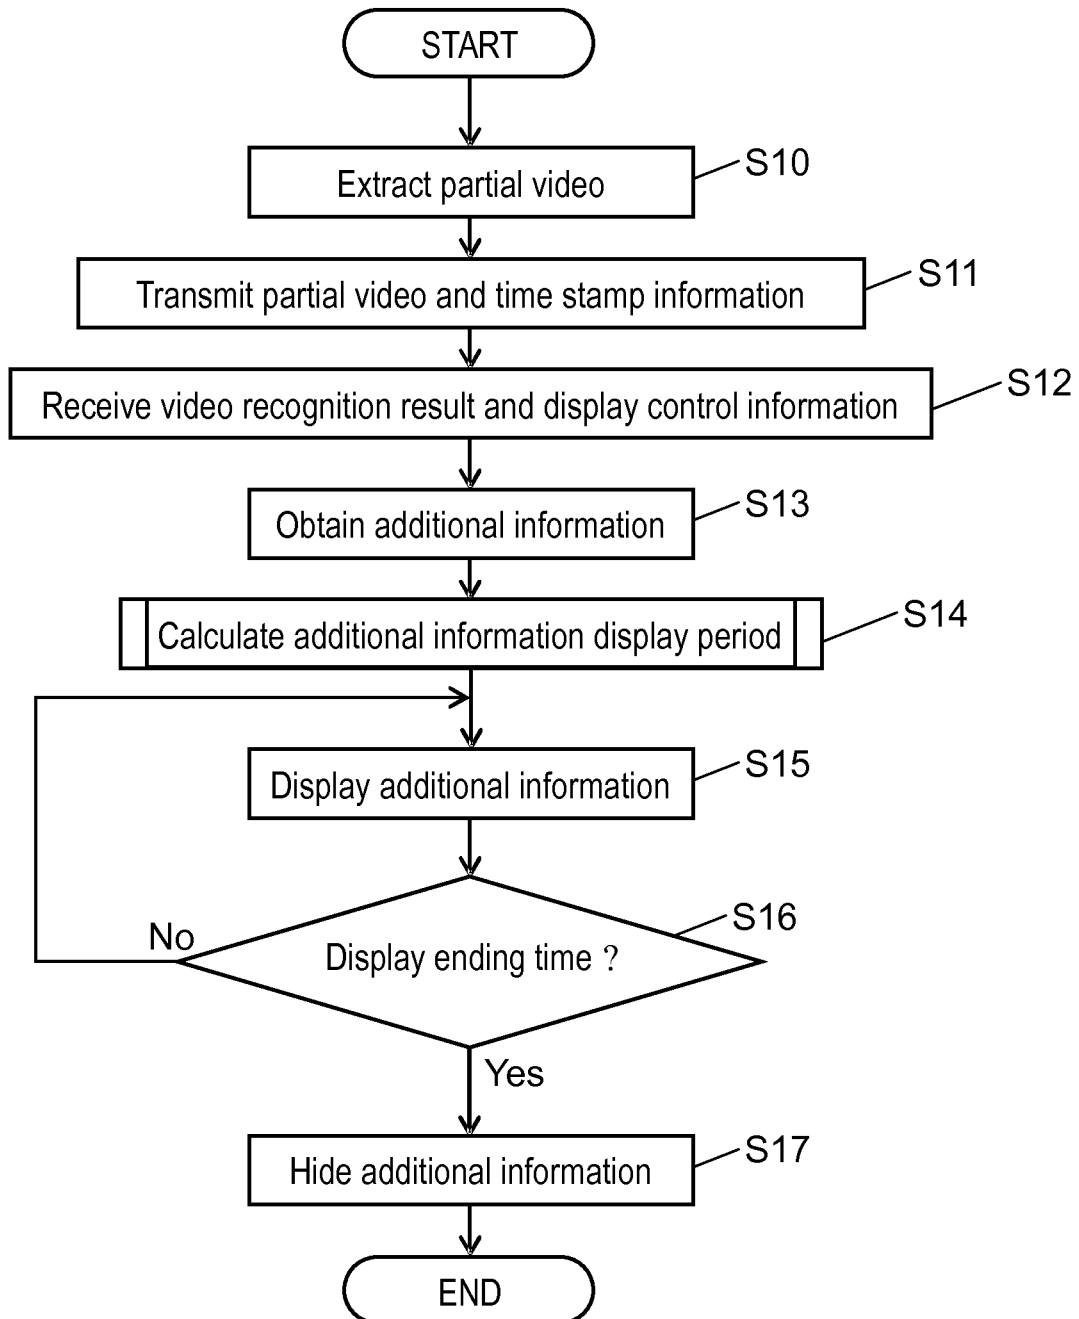 START
Extract partial video
S10
Transmit partial video and time stamp information
S11
Receive video recognition result and display control information
S12
Obtain additional information
S13
Calculate additional information display period
S14
Display additional information
S15
Display ending time ?
S16
No
Yes
Hide additional information
S17
END